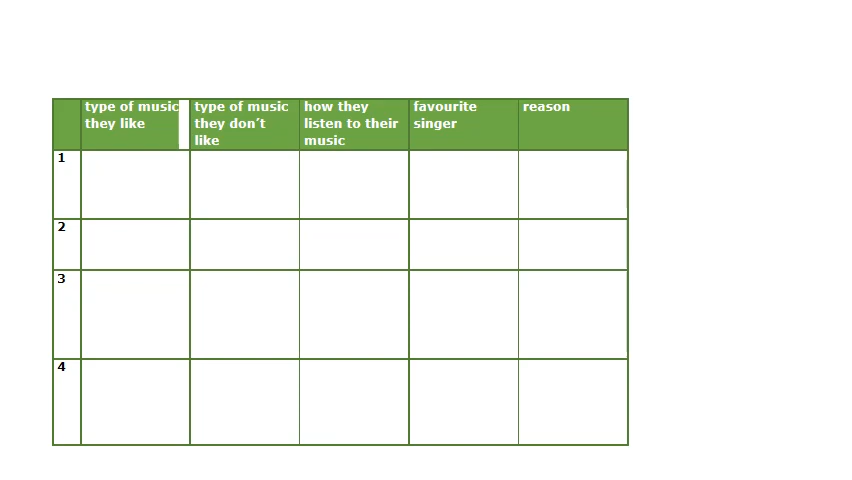 type of music they like
type of music they don’t like
how they listen to their music
favourite singer
reason
1
2
3
4